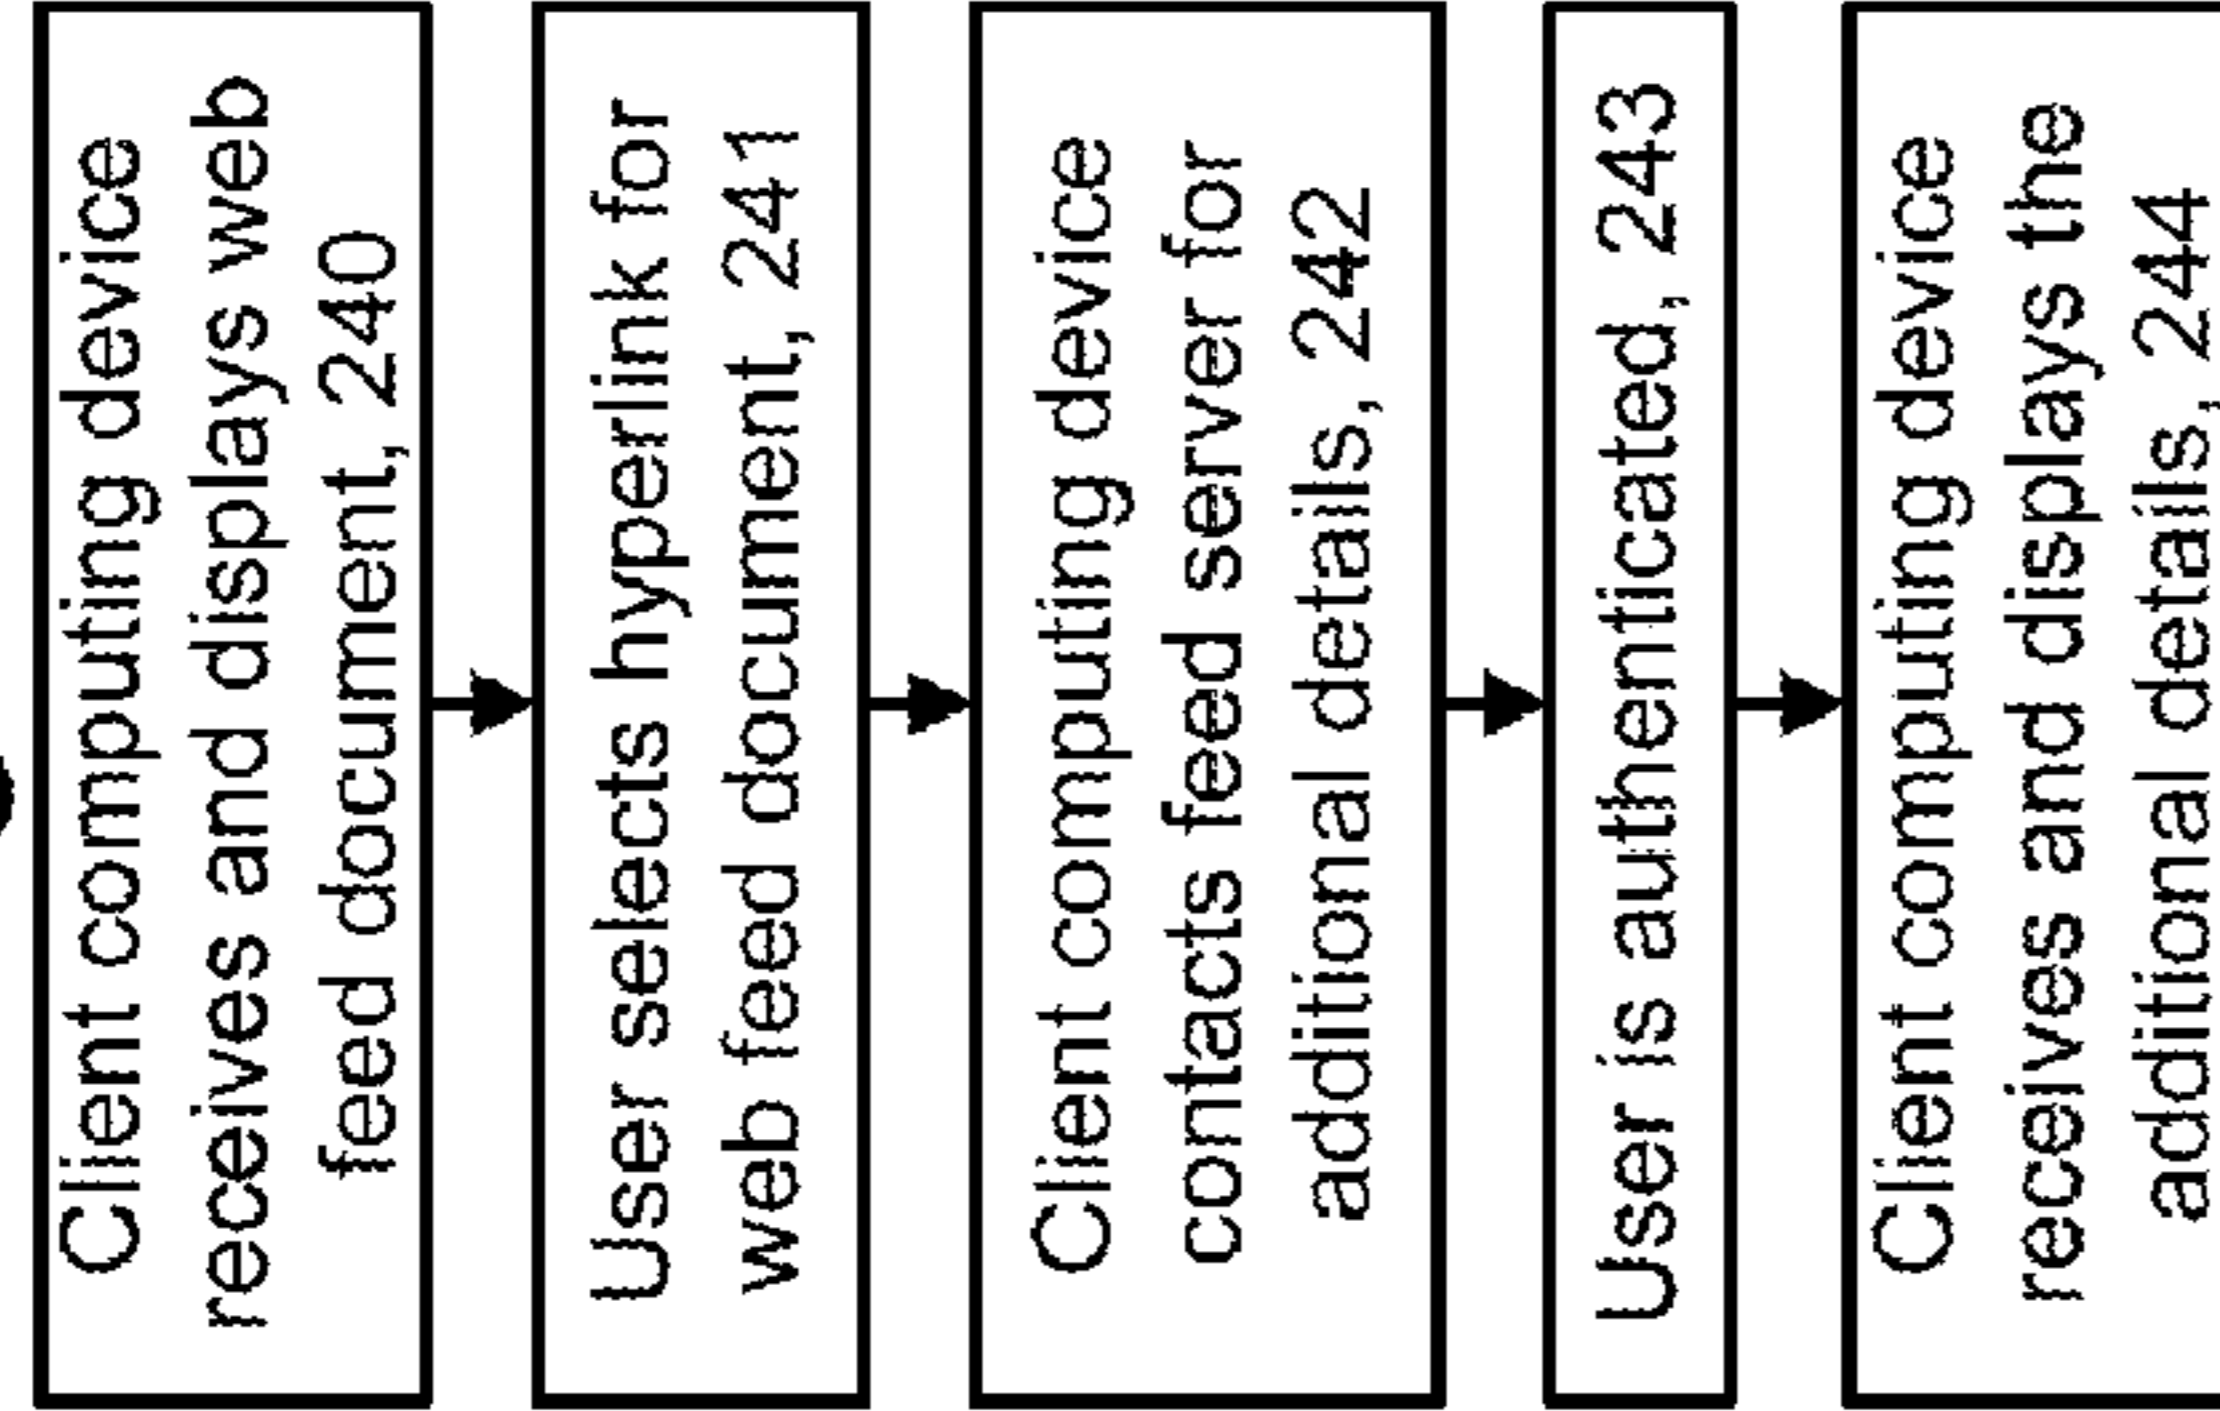 Client computing device
receives and displays web
feed document, 240
User selects hyperlink for
web feed document, 241
Client computing device
contacts feed server for
additional details, 242
User is authenticated, 243
Client computing device
receives and displays the
additional details, 244